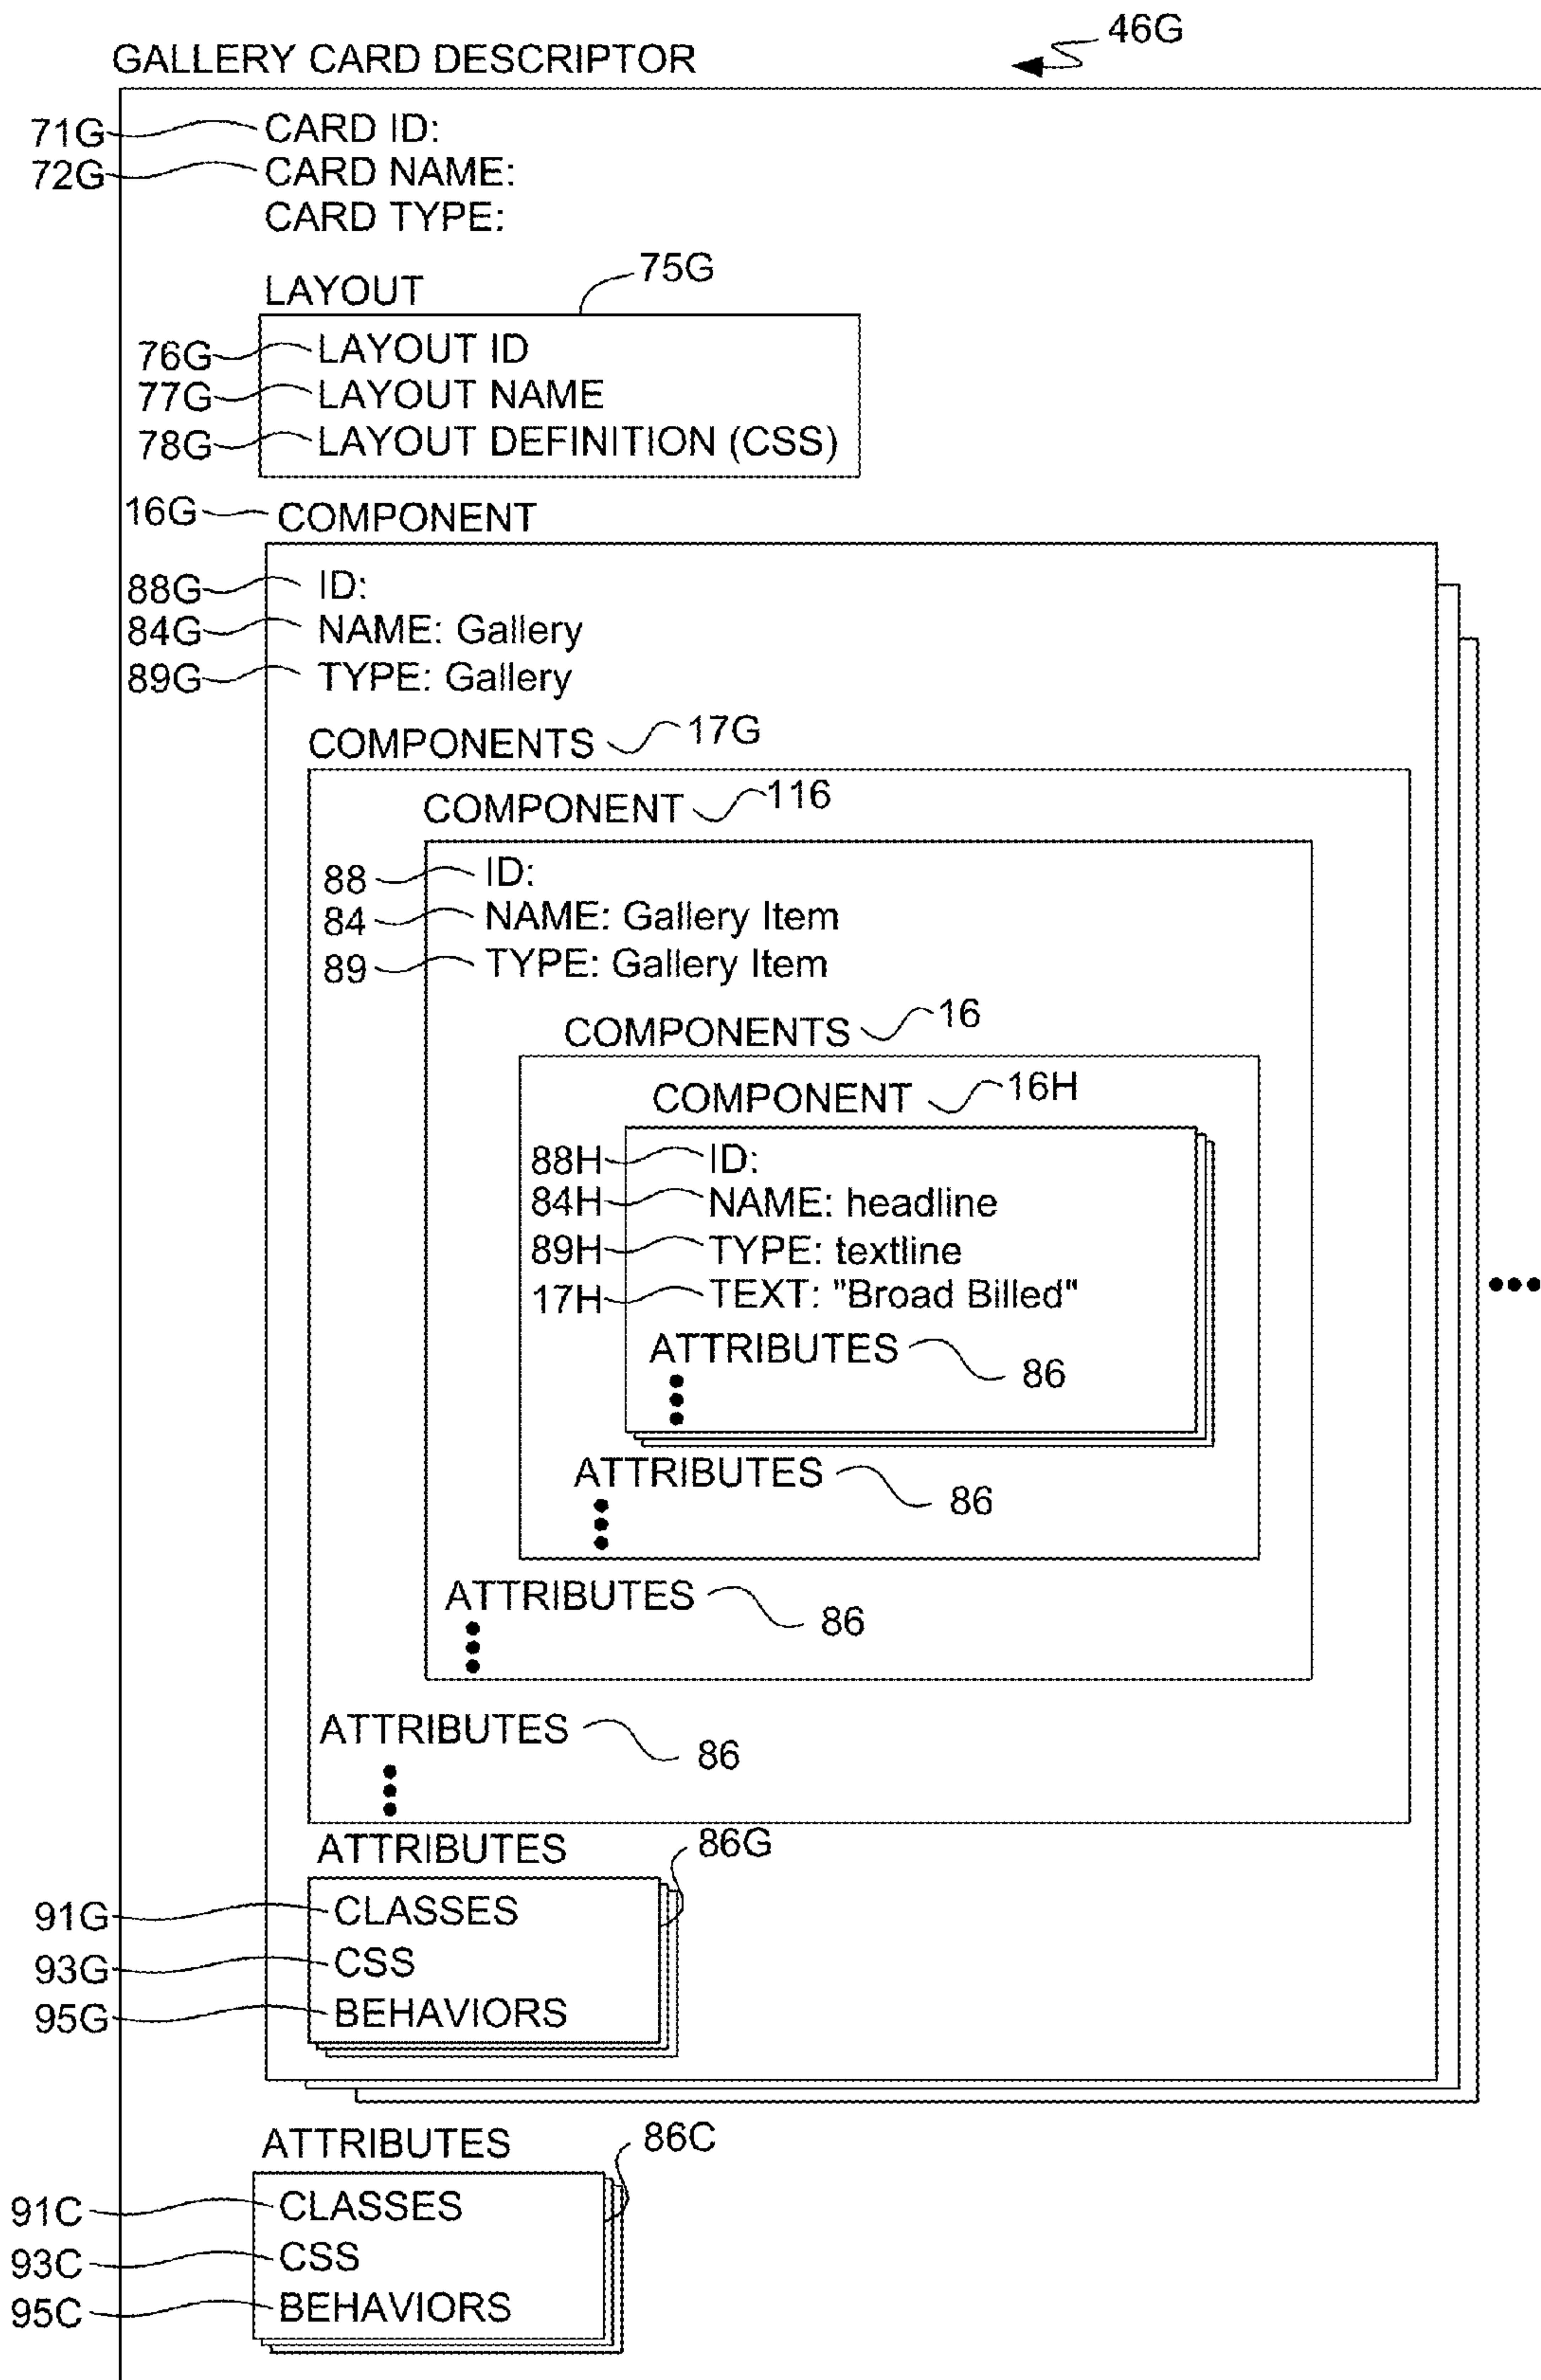 46G
GALLERY CARD DESCRIPTOR
71G CARD ID:
72G CARD NAME:
CARD TYPE:
75G
LAYOUT
76G LAYOUT ID
77G LAYOUT NAME
78G LAYOUT DEFINITION (CSS)
16G COMPONENT
88G ID:
84G NAME: Gallery
89G TYPE: Gallery
COMPONENTS 17G
COMPONENT 116
88 ID:
84 NAME: Gallery Item
89 TYPE: Gallery Item
COMPONENTS 16
COMPONENT 16H
88H ID:
84H NAME: headline
89H TYPE: textline
17H TEXT: "Broad Billed"
ATTRIBUTES 86
ATTRIBUTES 86
ATTRIBUTES 86
ATTRIBUTES 86
ATTRIBUTES 86G
91G CLASSES
93G CSS
95G BEHAVIORS
ATTRIBUTES 86C
91C CLASSES
93C CSS
95C BEHAVIORS